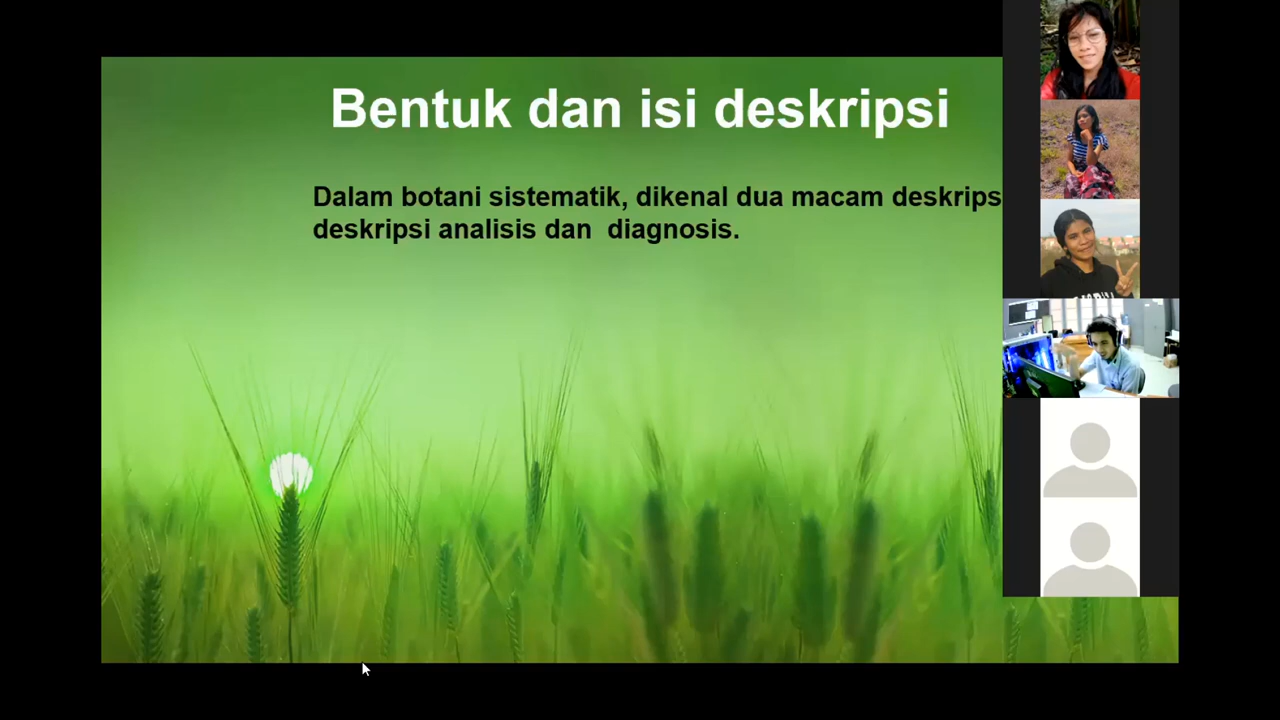 Bentuk dan isi deskripsi
Dalam botani sistematik, dikenal dua macam deskrips
deskripsi analisis dan diagnosis.